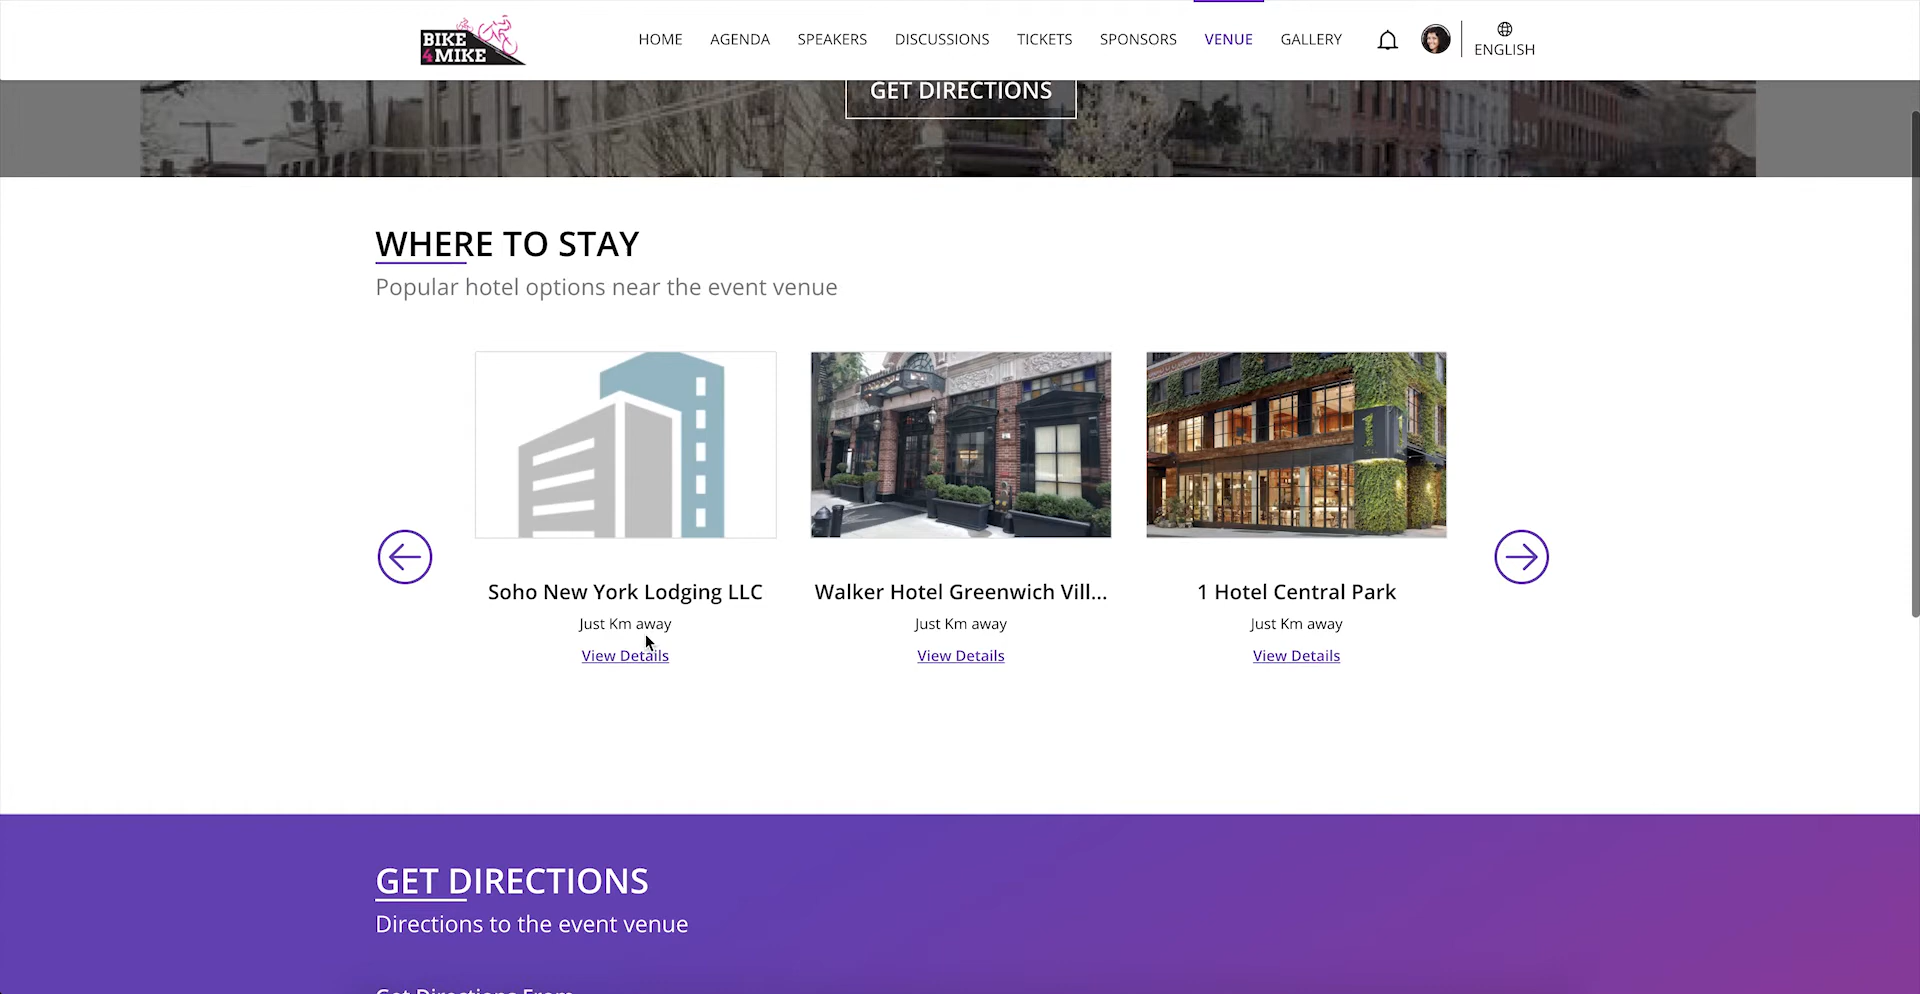 BIKE
4MIKE
HOME
AGENDA
SPEAKERS
DISCUSSIONS
TICKETS
SPONSORS
VENUE
GALLERY
ENGLISH
GET DIRECTIONS
WHERE TO STAY
Popular hotel options near the event venue
Soho New York Lodging LLC
Just Km away
View Details
Walker Hotel Greenwich Vill...
Just Km away
View Details
1 Hotel Central Park
Just Km away
View Details
GET DIRECTIONS
Directions to the event venue
Get Directions From